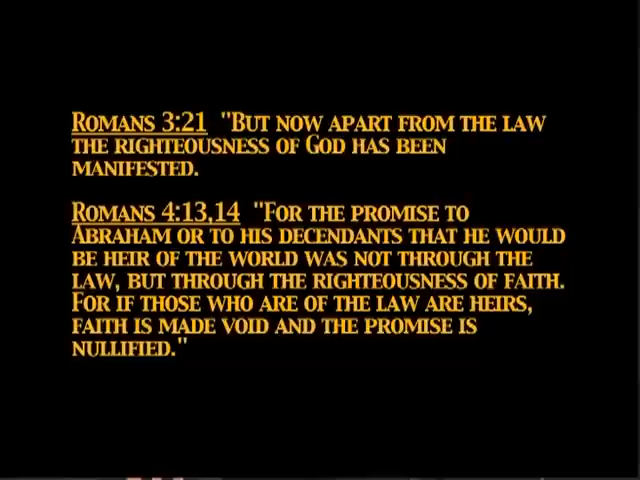 Romans 3:21 "But now apart from the law
the righteousness of God has been
manifested.
Romans 4:13,14 "For the promise to
Abraham or to his decendants that he would
be heir of the world was not through the
law, but through the righteousness of faith.
For if those who are of the law are heirs,
faith is made void and the promise is
nullified."